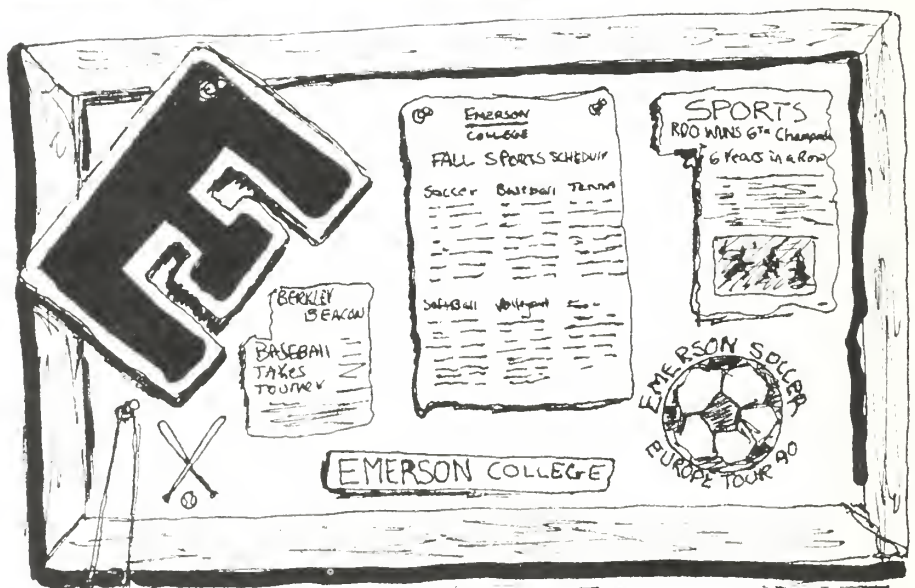 E
EMERSON
COLLEGE
FALL SPORTS SCHEDULE
Soccer Baseball Tennis
Softball Volleyball
SPORTS
RDO WINS 6TH
6 Years in a Row
BERKLEY
BEACON
BASEBALL
TAKES
TOURNEY
EMERSON COLLEGE
EMERSON SOCCER
EUROPE TOUR 90